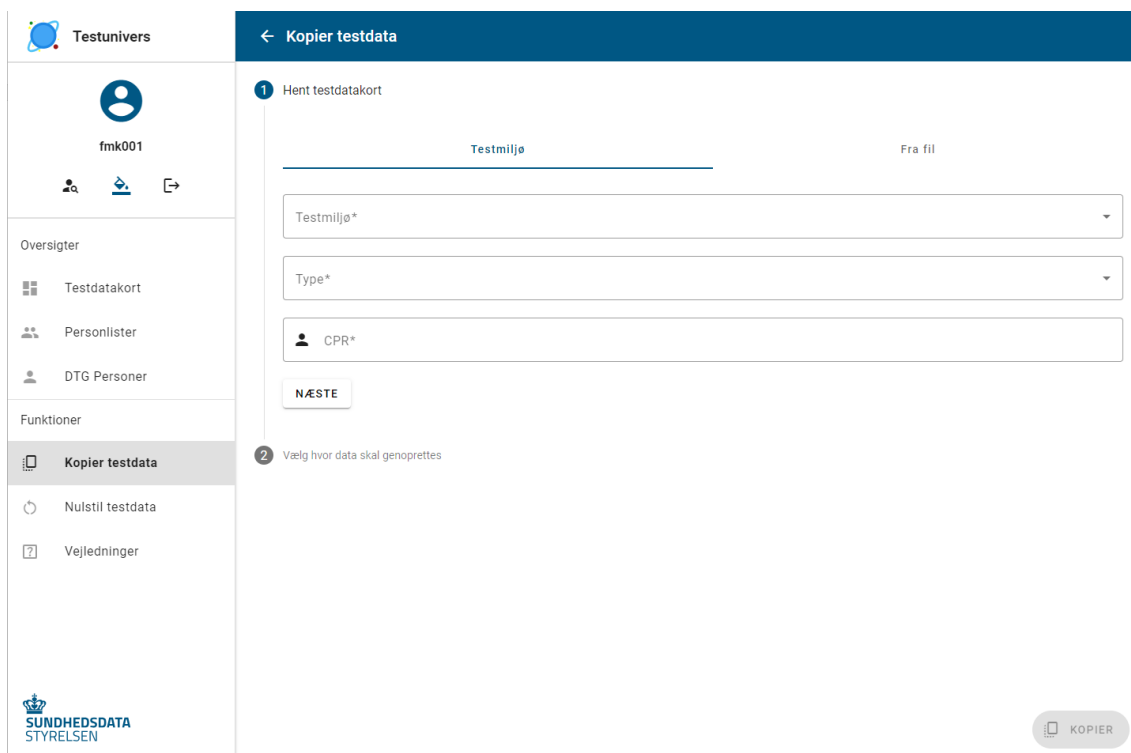 Testunivers
fmk001
Oversigter
Testdatakort
Personlister
DTG Personer
Funktioner
Kopier testdata
Nulstil testdata
Vejledninger
SUNDHEDSDATA
STYRELSEN
Kopier testdata
1 Hent testdatakort
Testmiljø Fra fil
Testmiljø*
Type*
CPR*
NÆSTE
2 Vælg hvor data skal genoprettes
KOPIER